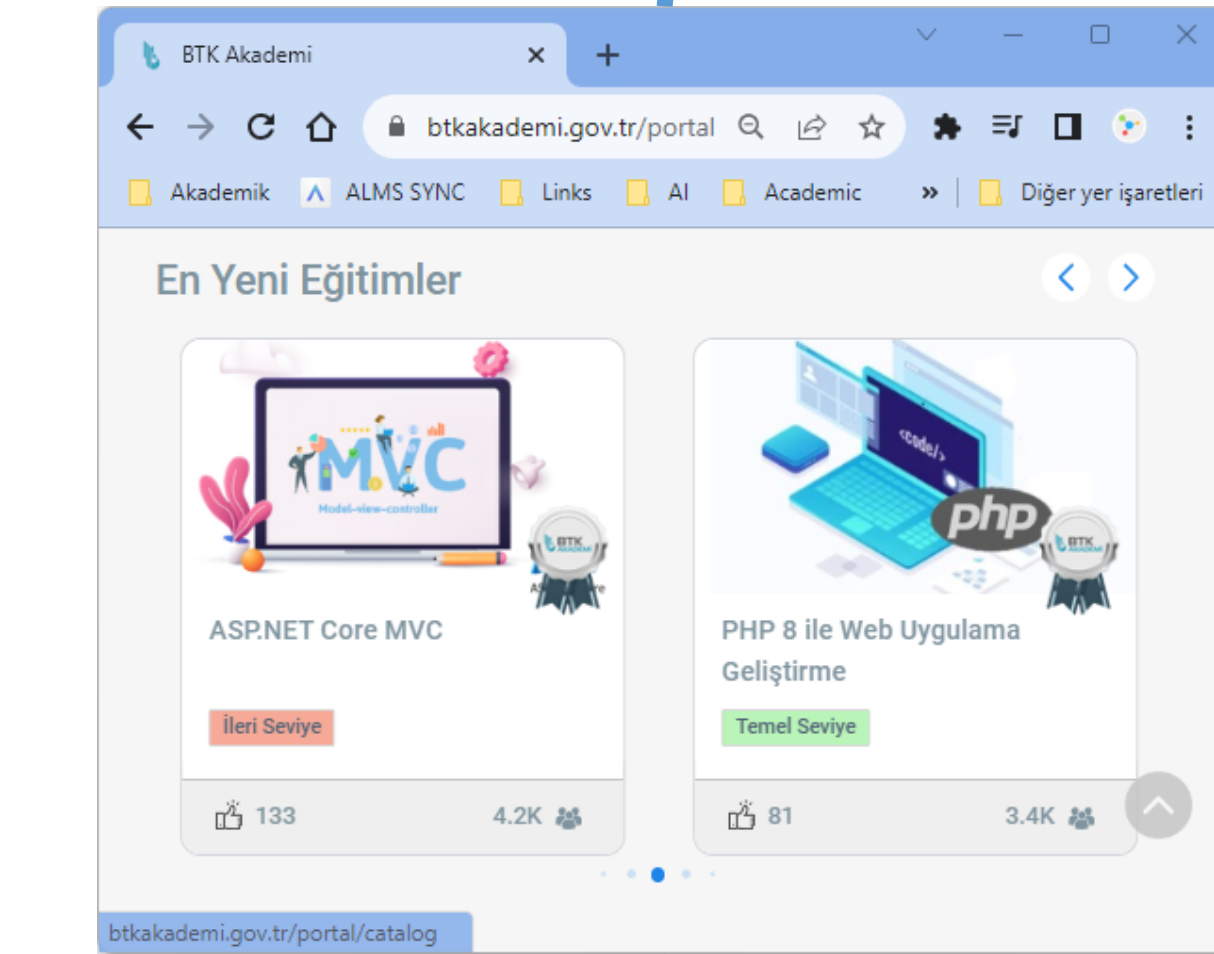 BTK Akademi
btkakademi.gov.tr/portal
Akademik ALMS SYNC Links AI Academic » Diğer yer işaretleri
En Yeni Eğitimler
MVC
Model-view-controller
BTK
AKADEMİ
<code/>
php
BTK
AKADEMİ
ASP.NET Core MVC
İleri Seviye
133 4.2K
PHP 8 ile Web Uygulama
Geliştirme
Temel Seviye
81 3.4K
btkakademi.gov.tr/portal/catalog